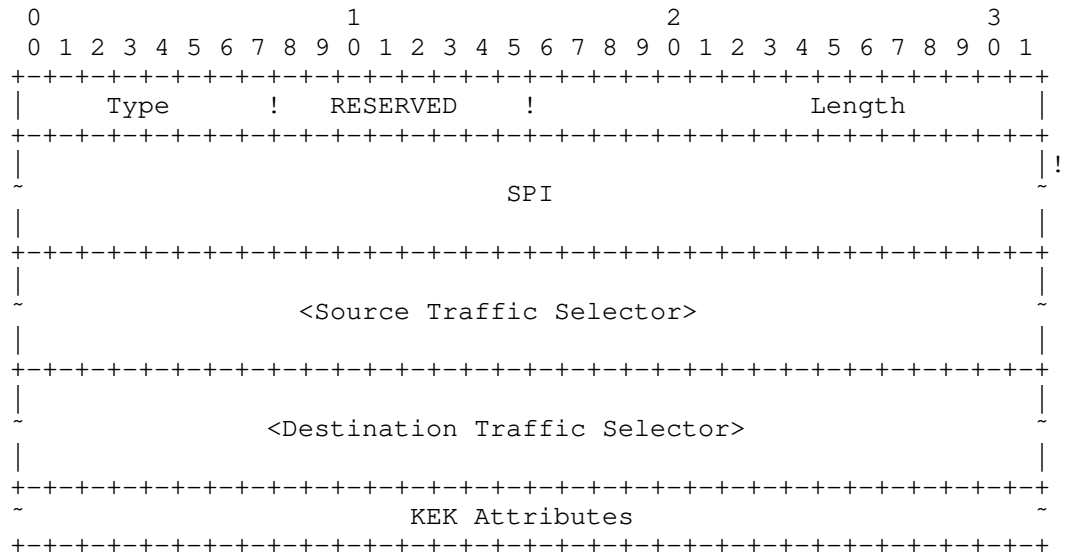 0                   1                   2                   3
 0 1 2 3 4 5 6 7 8 9 0 1 2 3 4 5 6 7 8 9 0 1 2 3 4 5 6 7 8 9 0 1
+-+-+-+-+-+-+-+-+-+-+-+-+-+-+-+-+-+-+-+-+-+-+-+-+-+-+-+-+-+-+-+-+
|     Type      !   RESERVED    !                 Length        |
+-+-+-+-+-+-+-+-+-+-+-+-+-+-+-+-+-+-+-+-+-+-+-+-+-+-+-+-+-+-+-+-+
|                                                               |!
~                              SPI                              ~
|                                                               |
+-+-+-+-+-+-+-+-+-+-+-+-+-+-+-+-+-+-+-+-+-+-+-+-+-+-+-+-+-+-+-+-+
|                                                               |
~                 <Source Traffic Selector>                     ~
|                                                               |
+-+-+-+-+-+-+-+-+-+-+-+-+-+-+-+-+-+-+-+-+-+-+-+-+-+-+-+-+-+-+-+-+
|                                                               |
~               <Destination Traffic Selector>                  ~
|                                                               |
+-+-+-+-+-+-+-+-+-+-+-+-+-+-+-+-+-+-+-+-+-+-+-+-+-+-+-+-+-+-+-+-+
~                        KEK Attributes                         ~
+-+-+-+-+-+-+-+-+-+-+-+-+-+-+-+-+-+-+-+-+-+-+-+-+-+-+-+-+-+-+-+-+